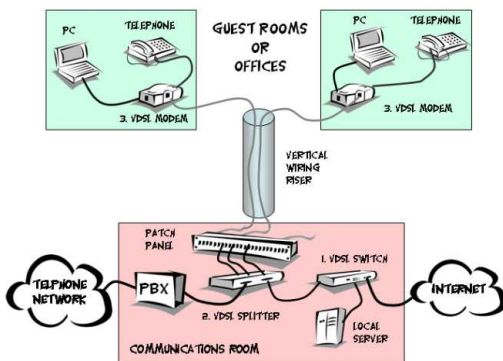 PC
TELEPHONE
3. VDSL MODEM
GUEST ROOMS
OR
OFFICES
PC
TELEPHONE
3. VDSL MODEM
VERTICAL
WIRING
RISER
PATCH
PANEL
1. VDSL SWITCH
TELPHONE
NETWORK
PBX
2. VDSL SPLITTER
INTERNET
LOCAL
SERVER
COMMUNICATIONS ROOM